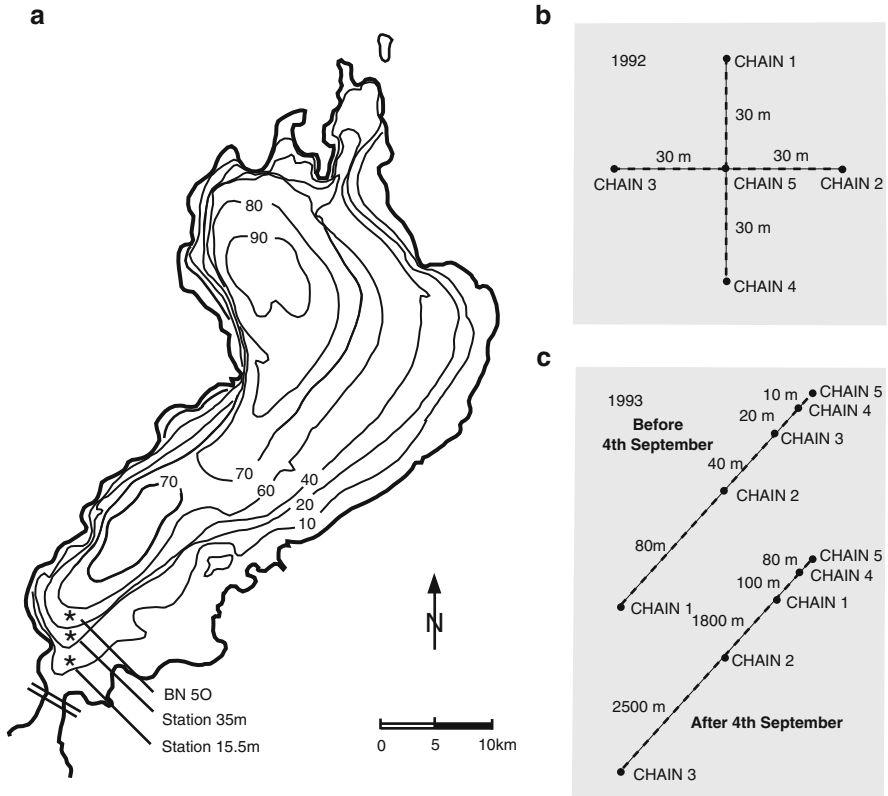 a
80
90
70
70
60
40
20
10
N
BN 5O
Station 35m
Station 15.5m
0 5 10km
b
1992
CHAIN 1
30 m
30 m 30 m
CHAIN 3 CHAIN 5 CHAIN 2
30 m
CHAIN 4
c
1993
Before
4th September
10 m CHAIN 5
20 m CHAIN 4
CHAIN 3
40 m
CHAIN 2
80m
CHAIN 1
80 m CHAIN 5
100 m CHAIN 4
CHAIN 1
1800 m
CHAIN 2
2500 m
After 4th September
CHAIN 3